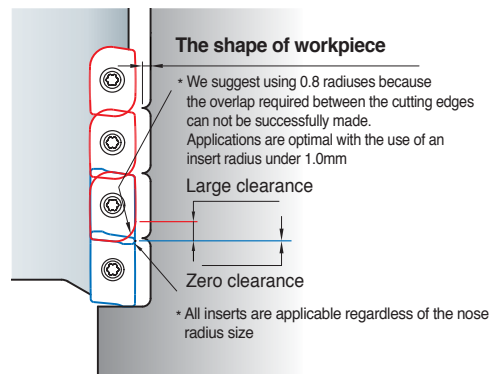 The shape of workpiece
* We suggest using 0.8 radiuses because
the overlap required between the cutting edges
can not be successfully made.
Applications are optimal with the use of an
insert radius under 1.0mm
Large clearance
Zero clearance
* All inserts are applicable regardless of the nose
radius size